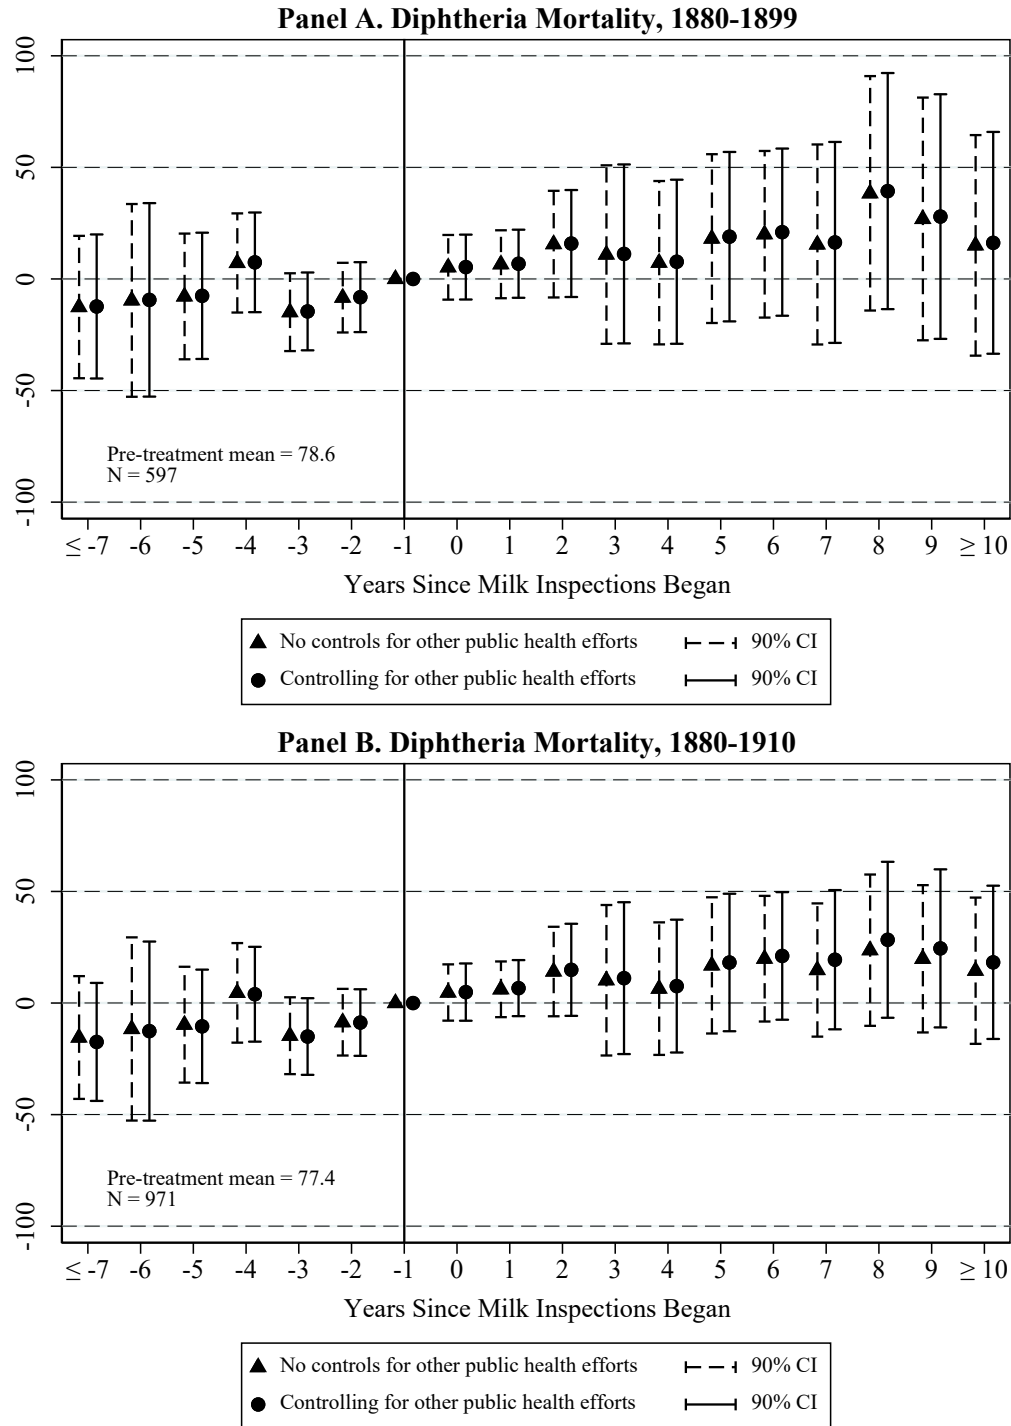 Panel A. Diphtheria Mortality, 1880-1899
100
50
0
-50
-100
Pre-treatment mean = 78.6
N = 597
≤ -7 -6 -5 -4 -3 -2 -1 0 1 2 3 4 5 6 7 8 9 ≥ 10
Years Since Milk Inspections Began
No controls for other public health efforts 90% CI
Controlling for other public health efforts 90% CI
Panel B. Diphtheria Mortality, 1880-1910
100
50
0
-50
-100
Pre-treatment mean = 77.4
N = 971
≤ -7 -6 -5 -4 -3 -2 -1 0 1 2 3 4 5 6 7 8 9 ≥ 10
Years Since Milk Inspections Began
No controls for other public health efforts 90% CI
Controlling for other public health efforts 90% CI